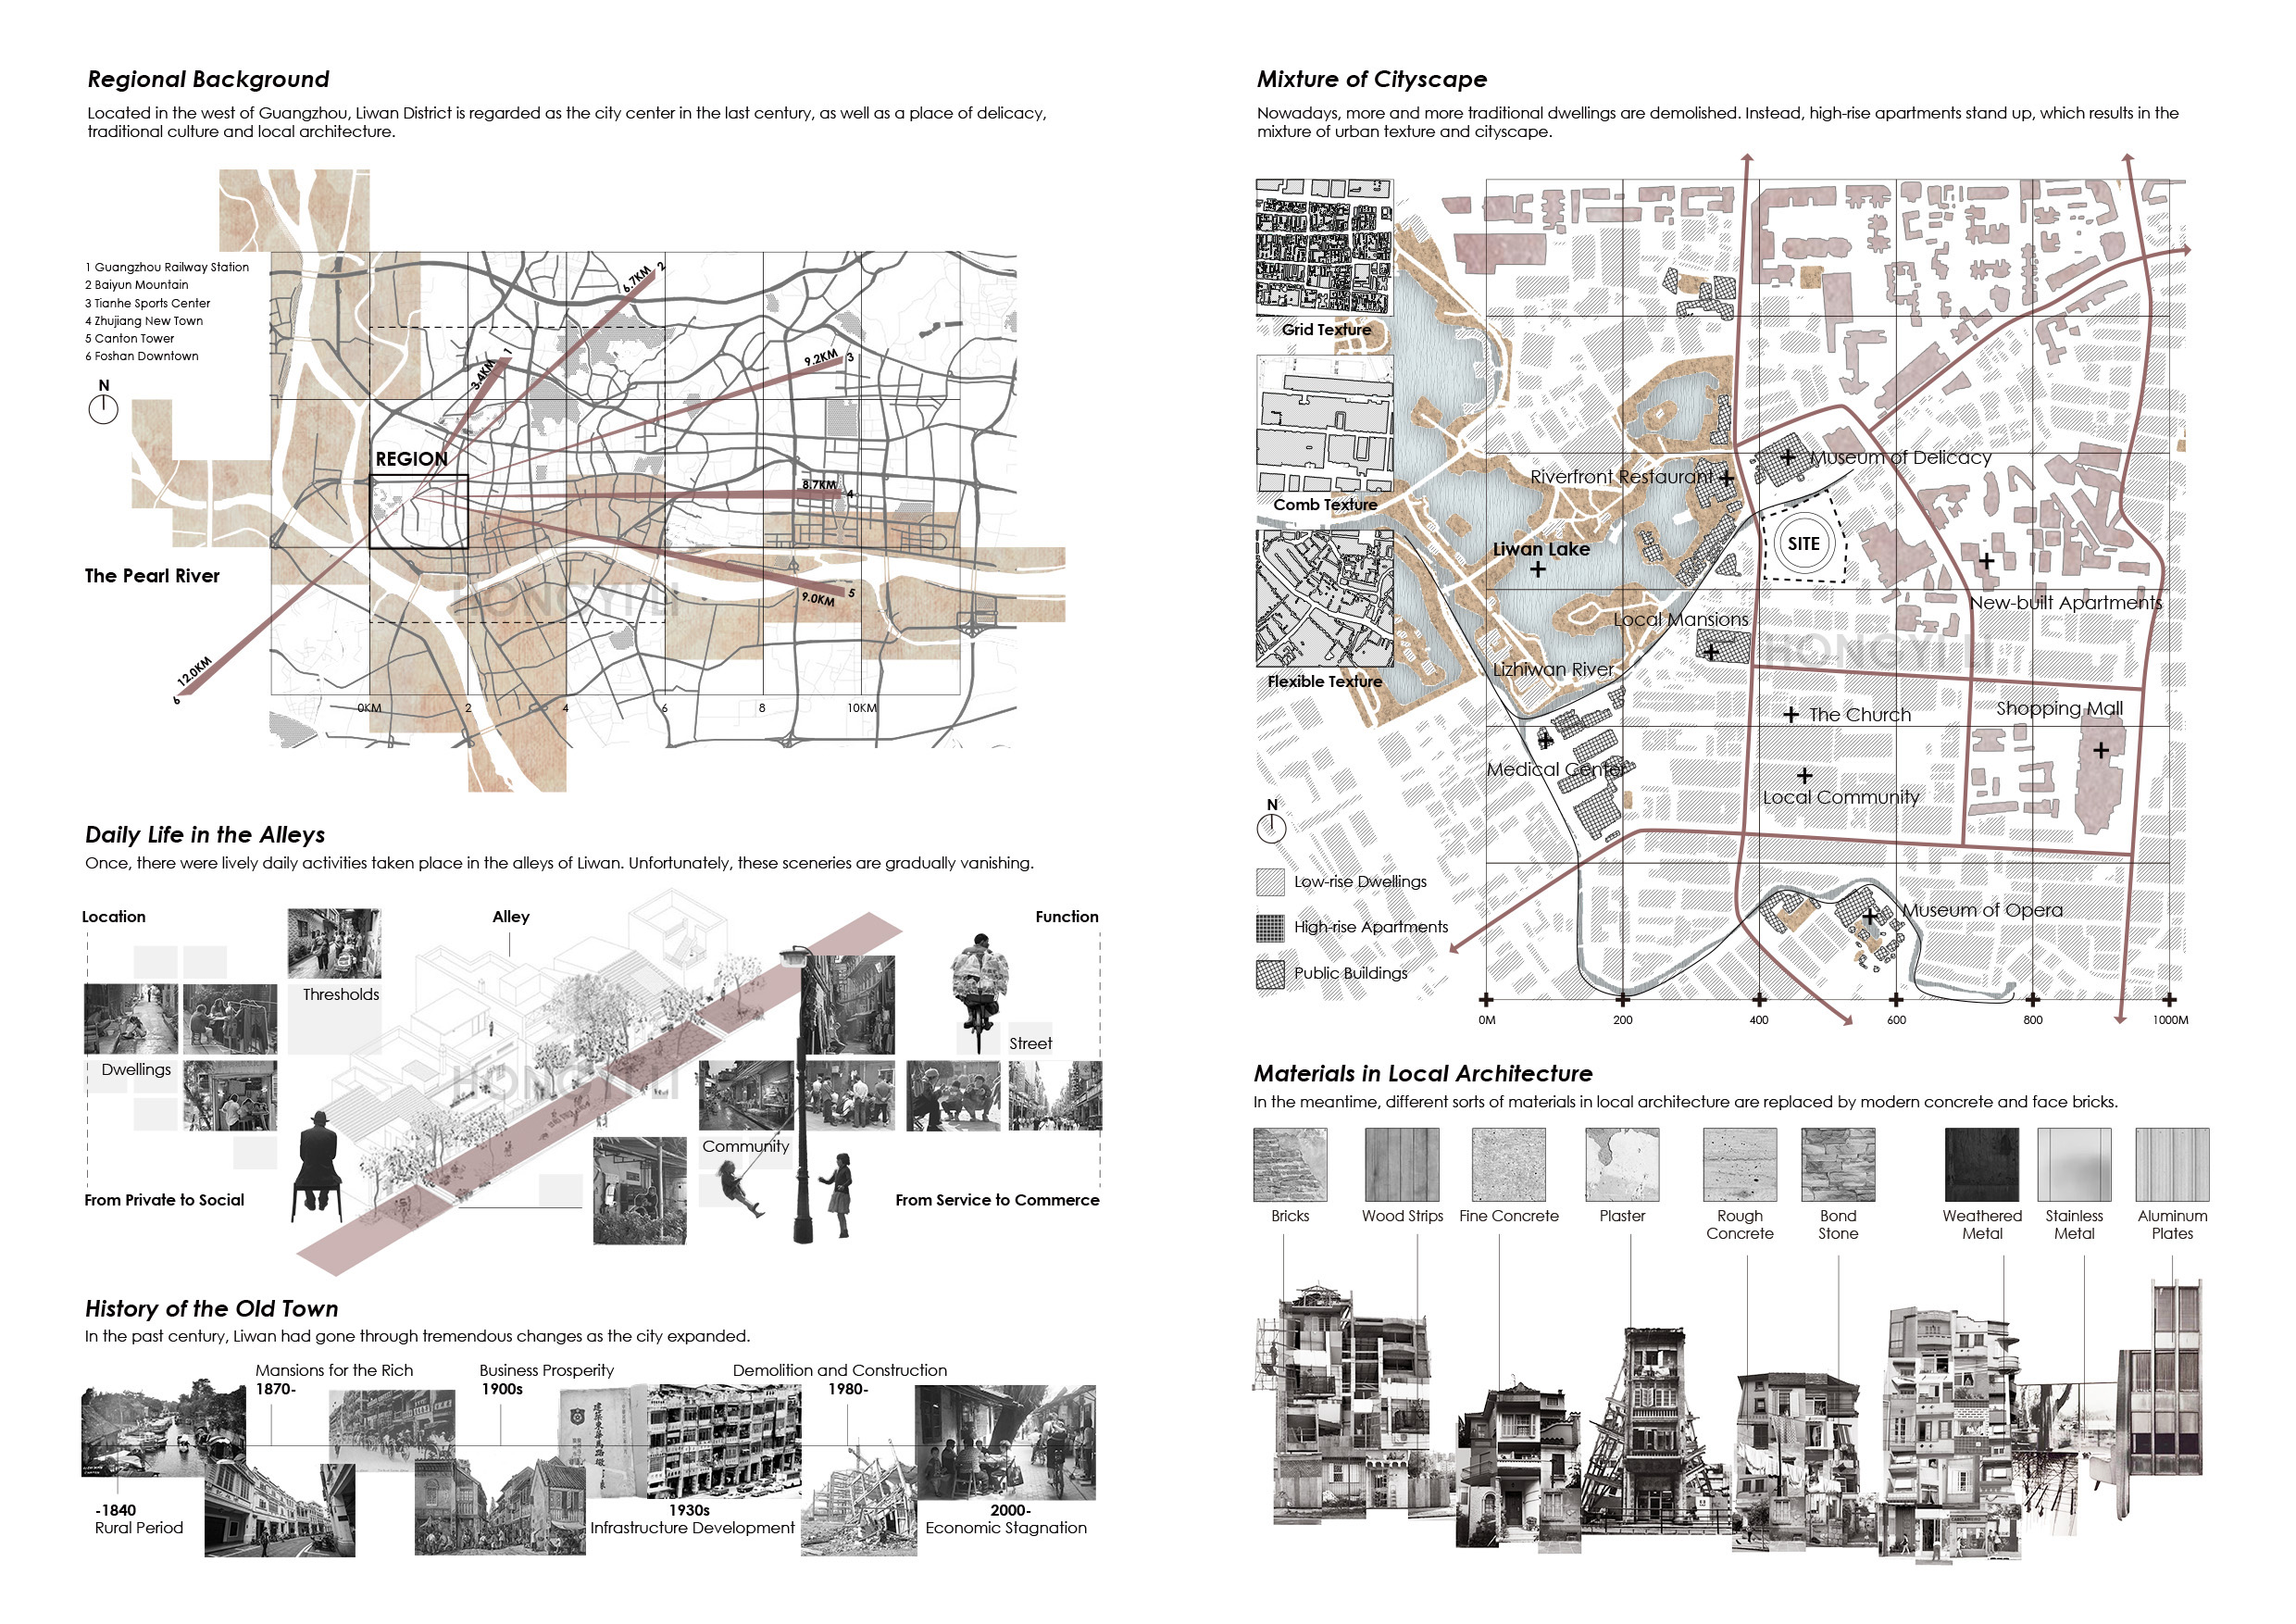 Regional Background
Located in the west of Guangzhou, Liwan District is regarded as the city center in the last century, as well as a place of delicacy,
traditional culture and local architecture.
1 Guangzhou Railway Station
2 Baiyun Mountain
3 Tianhe Sports Center
4 Zhujiang New Town
5 Canton Tower
6 Foshan Downtown
N
REGION
The Pearl River
3.4KM 1
6.7KM 2
9.2KM 3
8.7KM 4
9.0KM 5
12.0KM 6
HONGYI LI
0KM 2 4 6 8 10KM
Daily Life in the Alleys
Once, there were lively daily activities taken place in the alleys of Liwan. Unfortunately, these sceneries are gradually vanishing.
Location
Alley
Function
Thresholds
Dwellings
Street
Community
HONGYI LI
From Private to Social
From Service to Commerce
History of the Old Town
In the past century, Liwan had gone through tremendous changes as the city expanded.
Mansions for the Rich
1870-
Business Prosperity
1900s
Demolition and Construction
1980-
-1840
Rural Period
1930s
Infrastructure Development
2000-
Economic Stagnation
Mixture of Cityscape
Nowadays, more and more traditional dwellings are demolished. Instead, high-rise apartments stand up, which results in the
mixture of urban texture and cityscape.
Grid Texture
Comb Texture
Flexible Texture
Museum of Delicacy
Riverfront Restaurant
SITE
Liwan Lake
New-built Apartments
Local Mansions
HONGYI LI
Lizhiwan River
The Church
Shopping Mall
Medical Center
Local Community
Museum of Opera
N
Low-rise Dwellings
High-rise Apartments
Public Buildings
0M 200 400 600 800 1000M
Materials in Local Architecture
In the meantime, different sorts of materials in local architecture are replaced by modern concrete and face bricks.
Bricks
Wood Strips
Fine Concrete
Plaster
Rough
Concrete
Bond
Stone
Weathered
Metal
Stainless
Metal
Aluminum
Plates